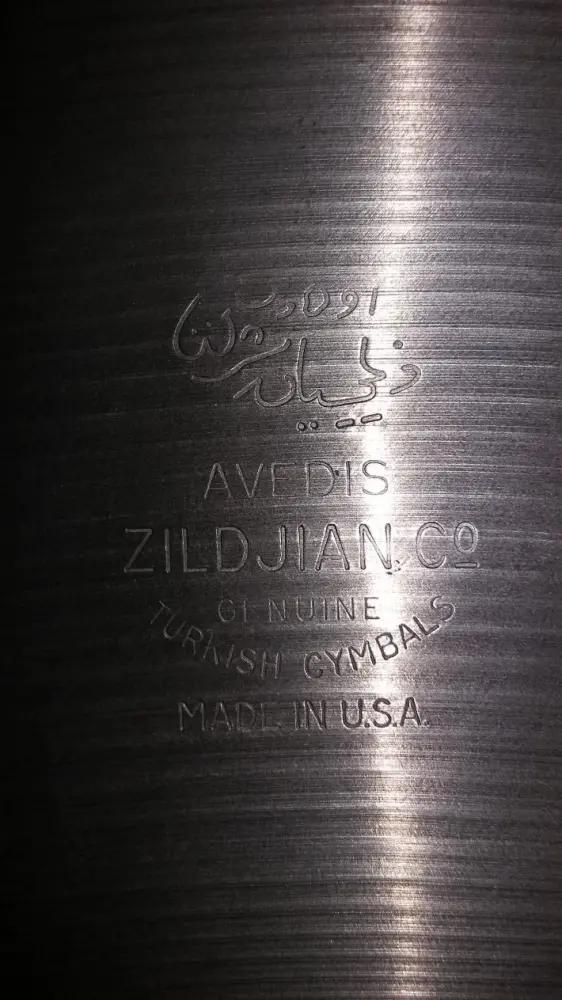 AVEDIS
ZILDJIAN Co
GENUINE
TURKISH CYMBALS
MADE IN U.S.A.